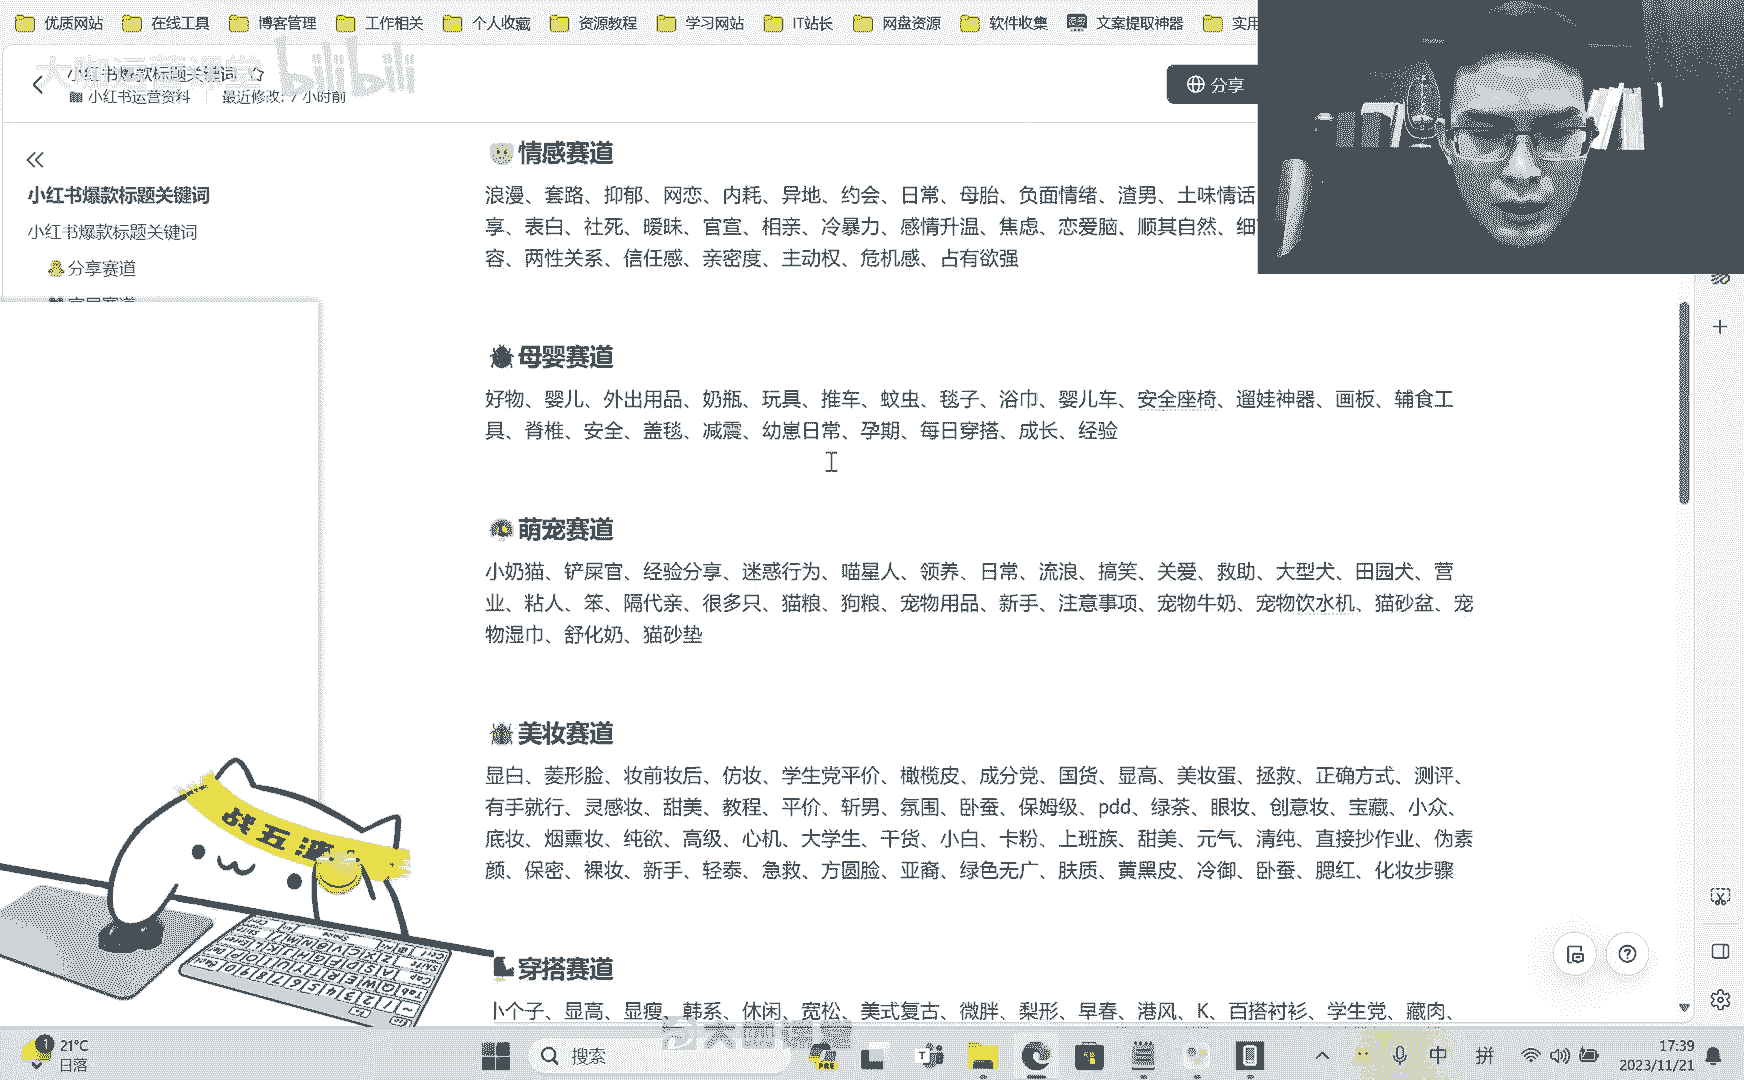 优质网站 在线工具 博客管理 工作相关 个人收藏 资源教程 学习网站 IT站长 网盘资源 软件收集 文案提取神器 实用
大咖运营课堂 bilibili
小红书爆款标题关键词
小红书运营资料 最近修改: 7 小时前
分享
小红书爆款标题关键词
小红书爆款标题关键词
分享赛道
情感赛道
浪漫、套路、抑郁、网恋、内耗、异地、约会、日常、母胎、负面情绪、渣男、土味情话
享、表白、社死、暧昧、官宣、相亲、冷暴力、感情升温、焦虑、恋爱脑、顺其自然、细
容、两性关系、信任感、亲密度、主动权、危机感、占有欲强
母婴赛道
好物、婴儿、外出用品、奶瓶、玩具、推车、蚊虫、毯子、浴巾、婴儿车、安全座椅、遛娃神器、画板、辅食工
具、脊椎、安全、盖毯、减震、幼崽日常、孕期、每日穿搭、成长、经验
萌宠赛道
小奶猫、铲屎官、经验分享、迷惑行为、喵星人、领养、日常、流浪、搞笑、关爱、救助、大型犬、田园犬、营
业、粘人、笨、隔代亲、很多只、猫粮、狗粮、宠物用品、新手、注意事项、宠物牛奶、宠物饮水机、猫砂盆、宠
物湿巾、舒化奶、猫砂垫
美妆赛道
显白、菱形脸、妆前妆后、仿妆、学生党平价、橄榄皮、成分党、国货、显高、美妆蛋、拯救、正确方式、测评、
有手就行、灵感妆、甜美、教程、平价、斩男、氛围、卧蚕、保姆级、pdd、绿茶、眼妆、创意妆、宝藏、小众、
底妆、烟熏妆、纯欲、高级、心机、大学生、干货、小白、卡粉、上班族、甜美、元气、清纯、直接抄作业、伪素
颜、保密、裸妆、新手、轻泰、急救、方圆脸、亚裔、绿色无广、肤质、黄黑皮、冷御、卧蚕、腮红、化妆步骤
穿搭赛道
小个子、显高、显瘦、韩系、休闲、宽松、美式复古、微胖、梨形、早春、港风、K、百搭衬衫、学生党、藏肉、
战五渣
大咖课堂
21°C
日落
搜索
PRE
中 拼
17:39
2023/11/21